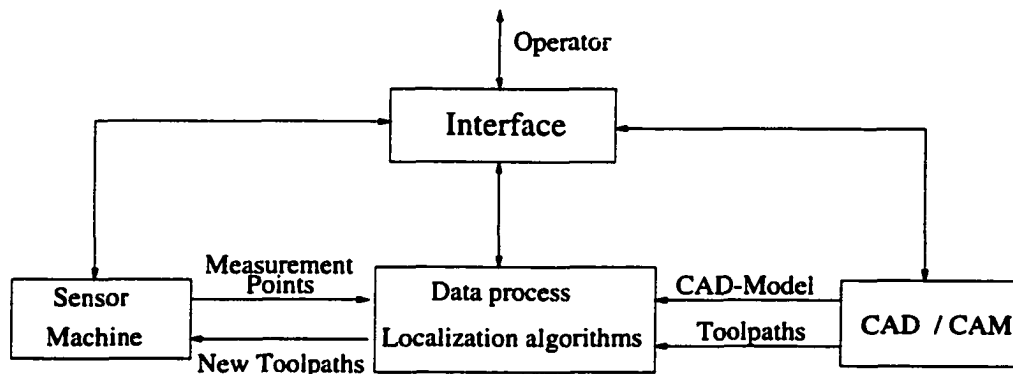 Operator
Interface
Measurement
Points
Sensor
Machine
New Toolpaths
Data process
Localization algorithms
CAD-Model
Toolpaths
CAD / CAM